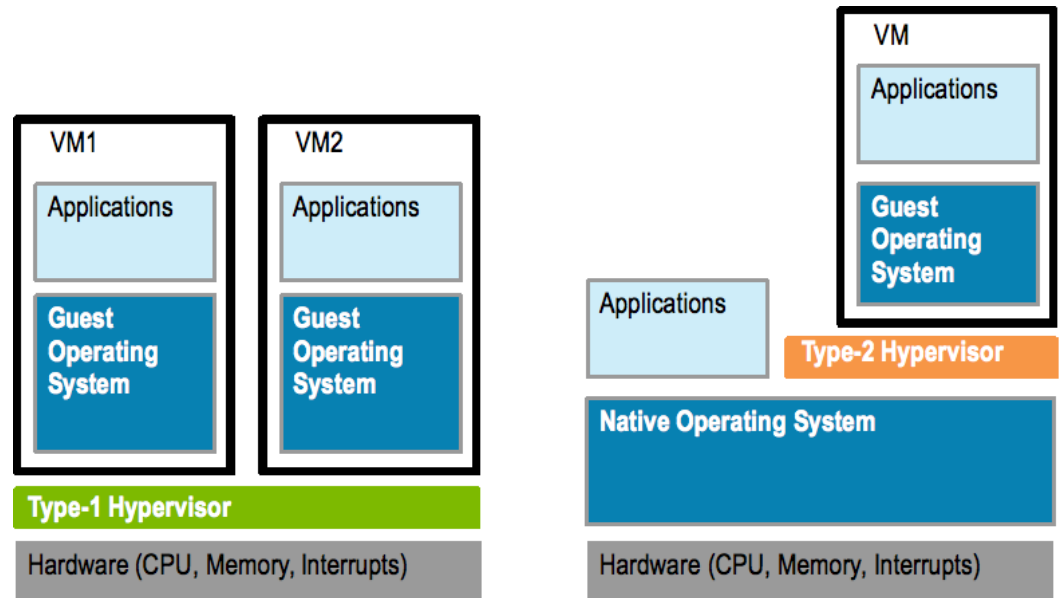 VM1
Applications
Guest
Operating
System
VM2
Applications
Guest
Operating
System
Type-1 Hypervisor
Hardware (CPU, Memory, Interrupts)
VM
Applications
Guest
Operating
System
Applications
Type-2 Hypervisor
Native Operating System
Hardware (CPU, Memory, Interrupts)